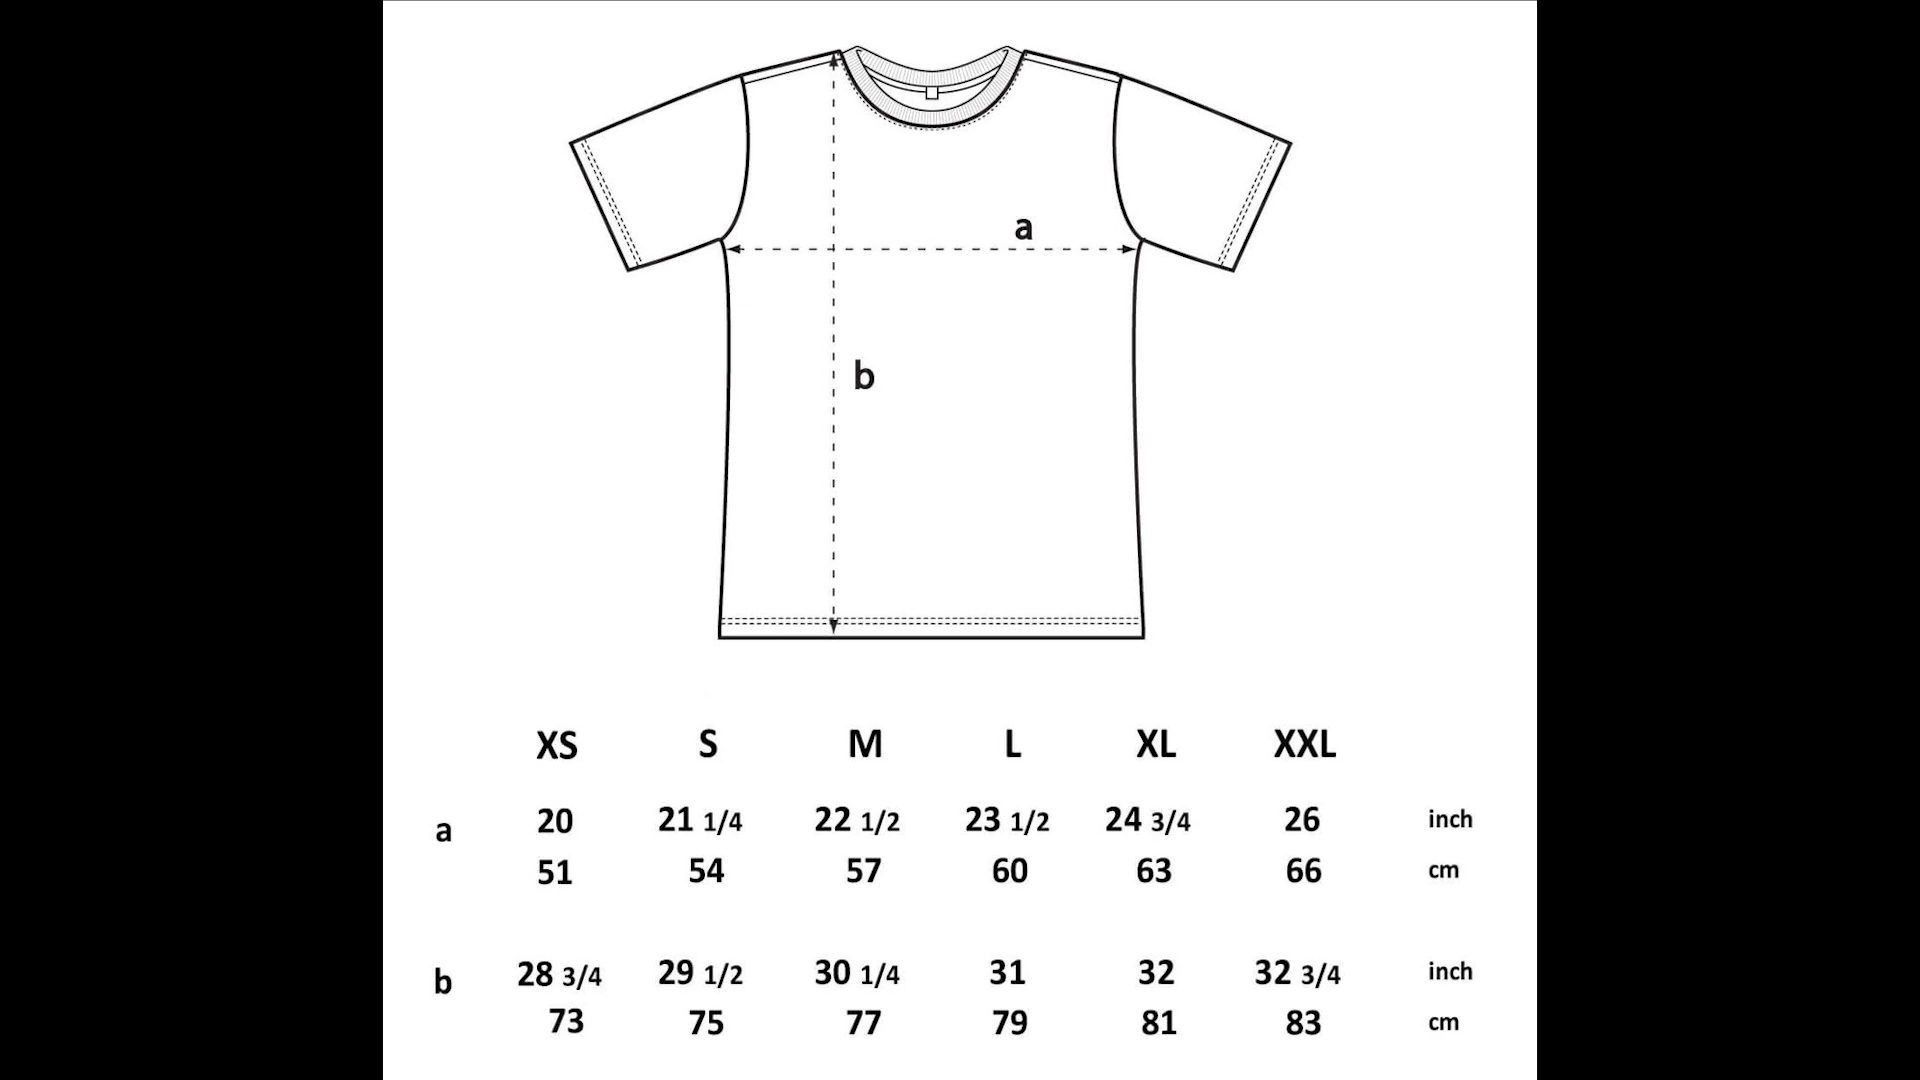 a
b
XS S M L XL XXL
a 20 21 1/4 22 1/2 23 1/2 24 3/4 26 inch
51 54 57 60 63 66 cm
b 28 3/4 29 1/2 30 1/4 31 32 32 3/4 inch
73 75 77 79 81 83 cm